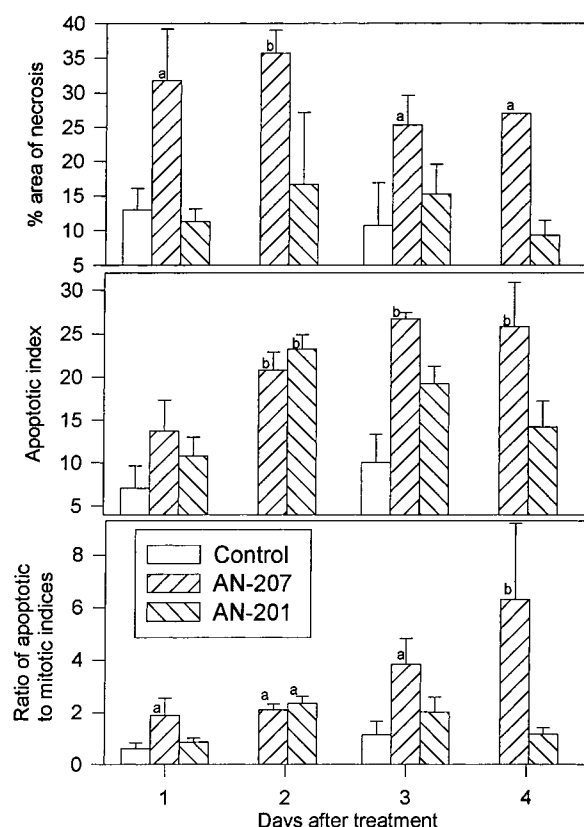 % area of necrosis
40
35
30
25
20
15
10
5
a
b
a
a
Apoptotic index
30
25
20
15
10
5
b
b
b
b
Ratio of apoptotic
to mitotic indices
8
6
4
2
0
Control
AN-207
AN-201
a
a
a
a
b
1
2
3
4
Days after treatment